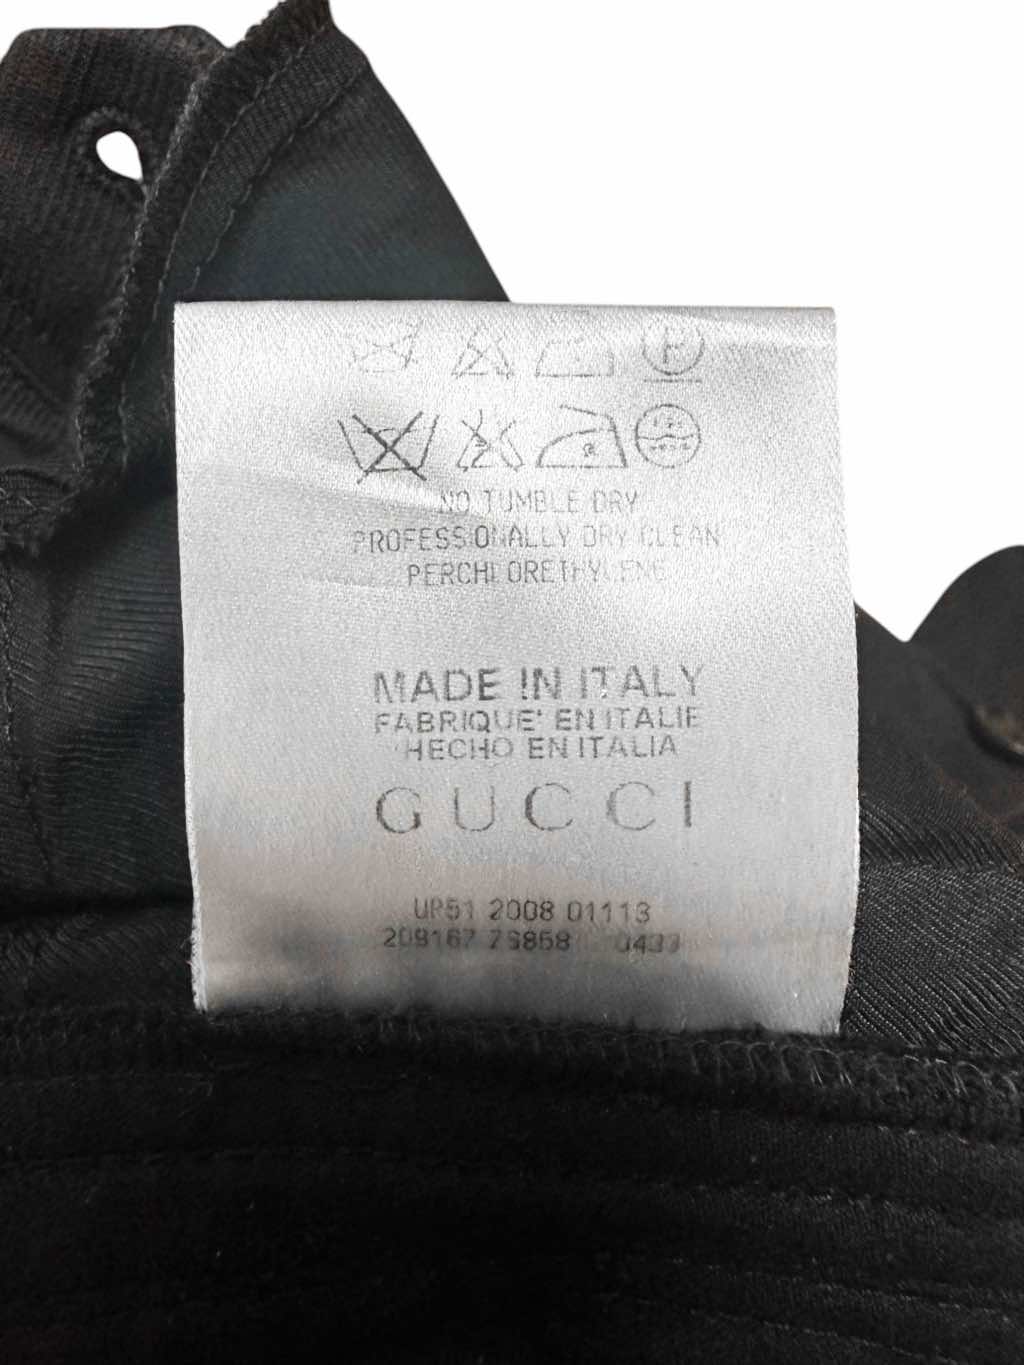 P
NO TUMBLE DRY
PROFESSIONALLY DRY CLEAN
PERCHLORETHYLENE
MADE IN ITALY
FABRIQUE' EN ITALIE
HECHO EN ITALIA
GUCCI
UP51 2008 01113
209167